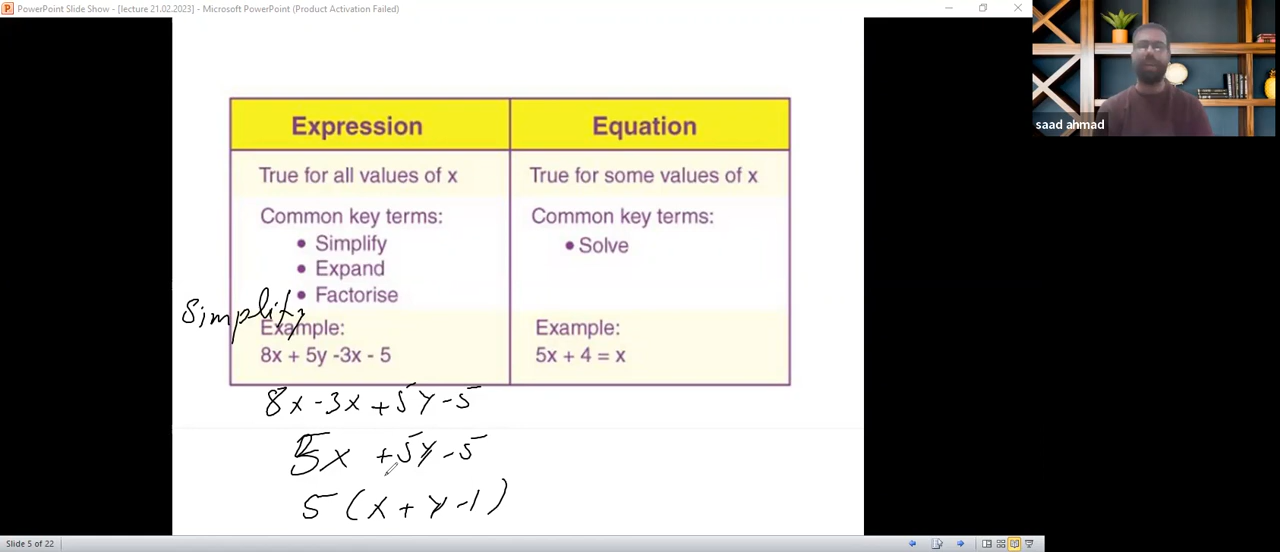 PowerPoint Slide Show - [lecture 21.02.2023] - Microsoft PowerPoint (Product Activation Failed)
saad ahmad
Expression
True for all values of x
Common key terms:
• Simplify
• Expand
• Factorise
Example:
8x + 5y -3x - 5
Equation
True for some values of x
Common key terms:
• Solve
Example:
5x + 4 = x
Simplify
8x - 3x + 5y - 5
5x + 5y - 5
5 (x + y - 1)
Slide 5 of 22